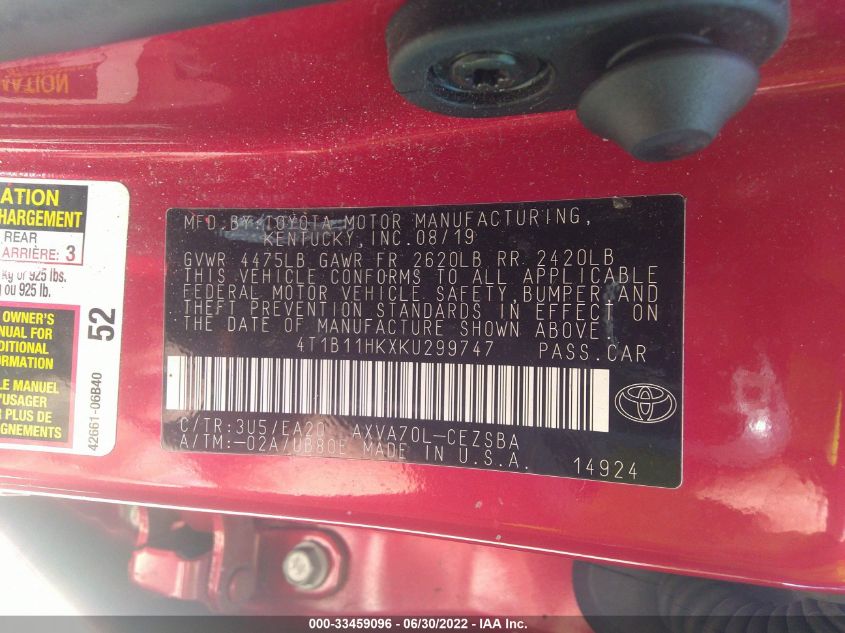 ATION
HARGEMENT
REAR
ARRIÈRE: 3
kg or 925 lbs.
ou 925 lb.
52
OWNER'S
NUAL FOR
DITIONAL
ORMATION
LE MANUEL
'USAGER
PLUS DE
IGNEMENTS
42661-06B40
MFD.BY:TOYOTA MOTOR MANUFACTURING,
KENTUCKY, INC.08/19
GVWR 4475LB GAWR FR 2620LB RR 2420LB
THIS VEHICLE CONFORMS TO ALL APPLICABLE
FEDERAL MOTOR VEHICLE SAFETY,BUMPER,AND
THEFT PREVENTION STANDARDS IN EFFECT ON
THE DATE OF MANUFACTURE SHOWN ABOVE.
4T1B11HKXKU299747 PASS.CAR
C/TR:3U5/EA20 AXVA70L-CEZSBA
A/TM:-02A/UB80E MADE IN U.S.A.
14924
000-33459096 - 06/30/2022 - IAA Inc.